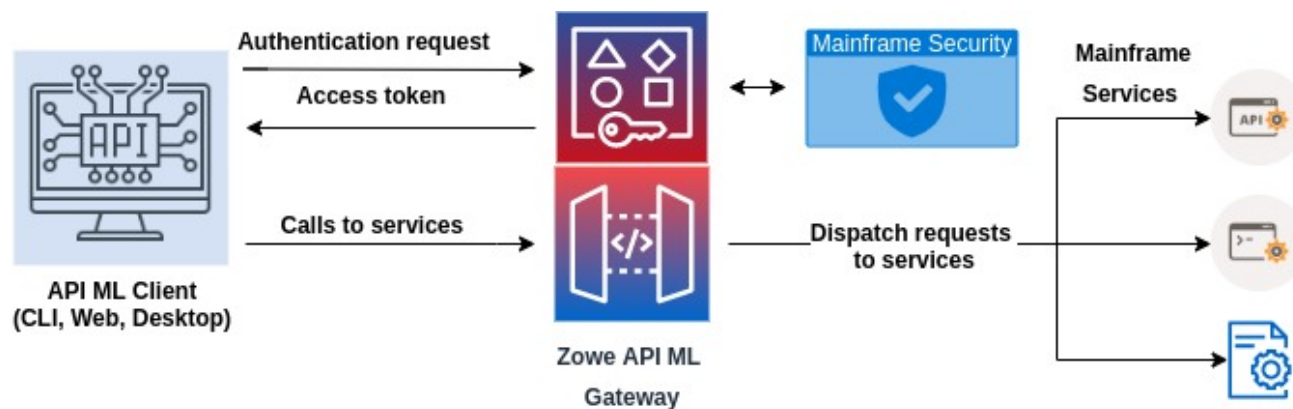 Authentication request
Access token
Calls to services
API
API ML Client
(CLI, Web, Desktop)
</>
Zowe API ML
Gateway
Mainframe Security
Dispatch requests
to services
Mainframe
Services
API
>-